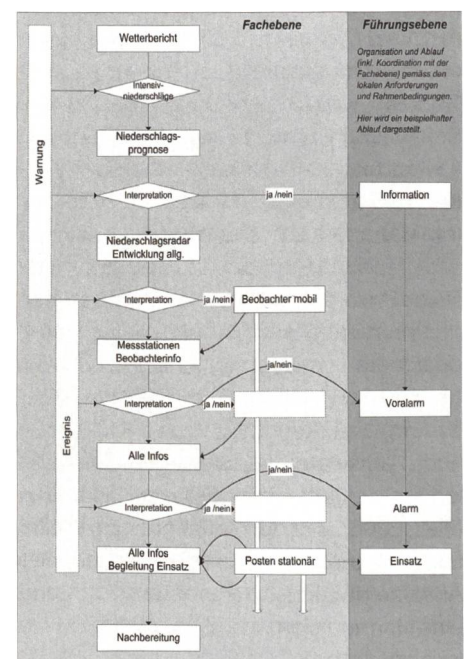 Fachebene
Führungsebene
Wetterbericht
Organisation und Ablauf
(inkl. Koordination mit der
Fachebene) gemäss den
lokalen Anforderungen
und Rahmenbedingungen.
Hier wird ein beispielhafter
Ablauf dargestellt.
Intensiv-
niederschläge
Warnung
Niederschlags-
prognose
Interpretation
ja /nein
Information
Niederschlagsradar
Entwicklung allg.
Interpretation
ja /nein
Beobachter mobil
Messstationen
Beobachterinfo
ja/nein
Interpretation
ja /nein
Voralarm
Ereignis
Alle Infos
ja/nein
Interpretation
ja /nein
Alarm
Alle Infos
Begleitung Einsatz
Posten stationär
Einsatz
Nachbereitung